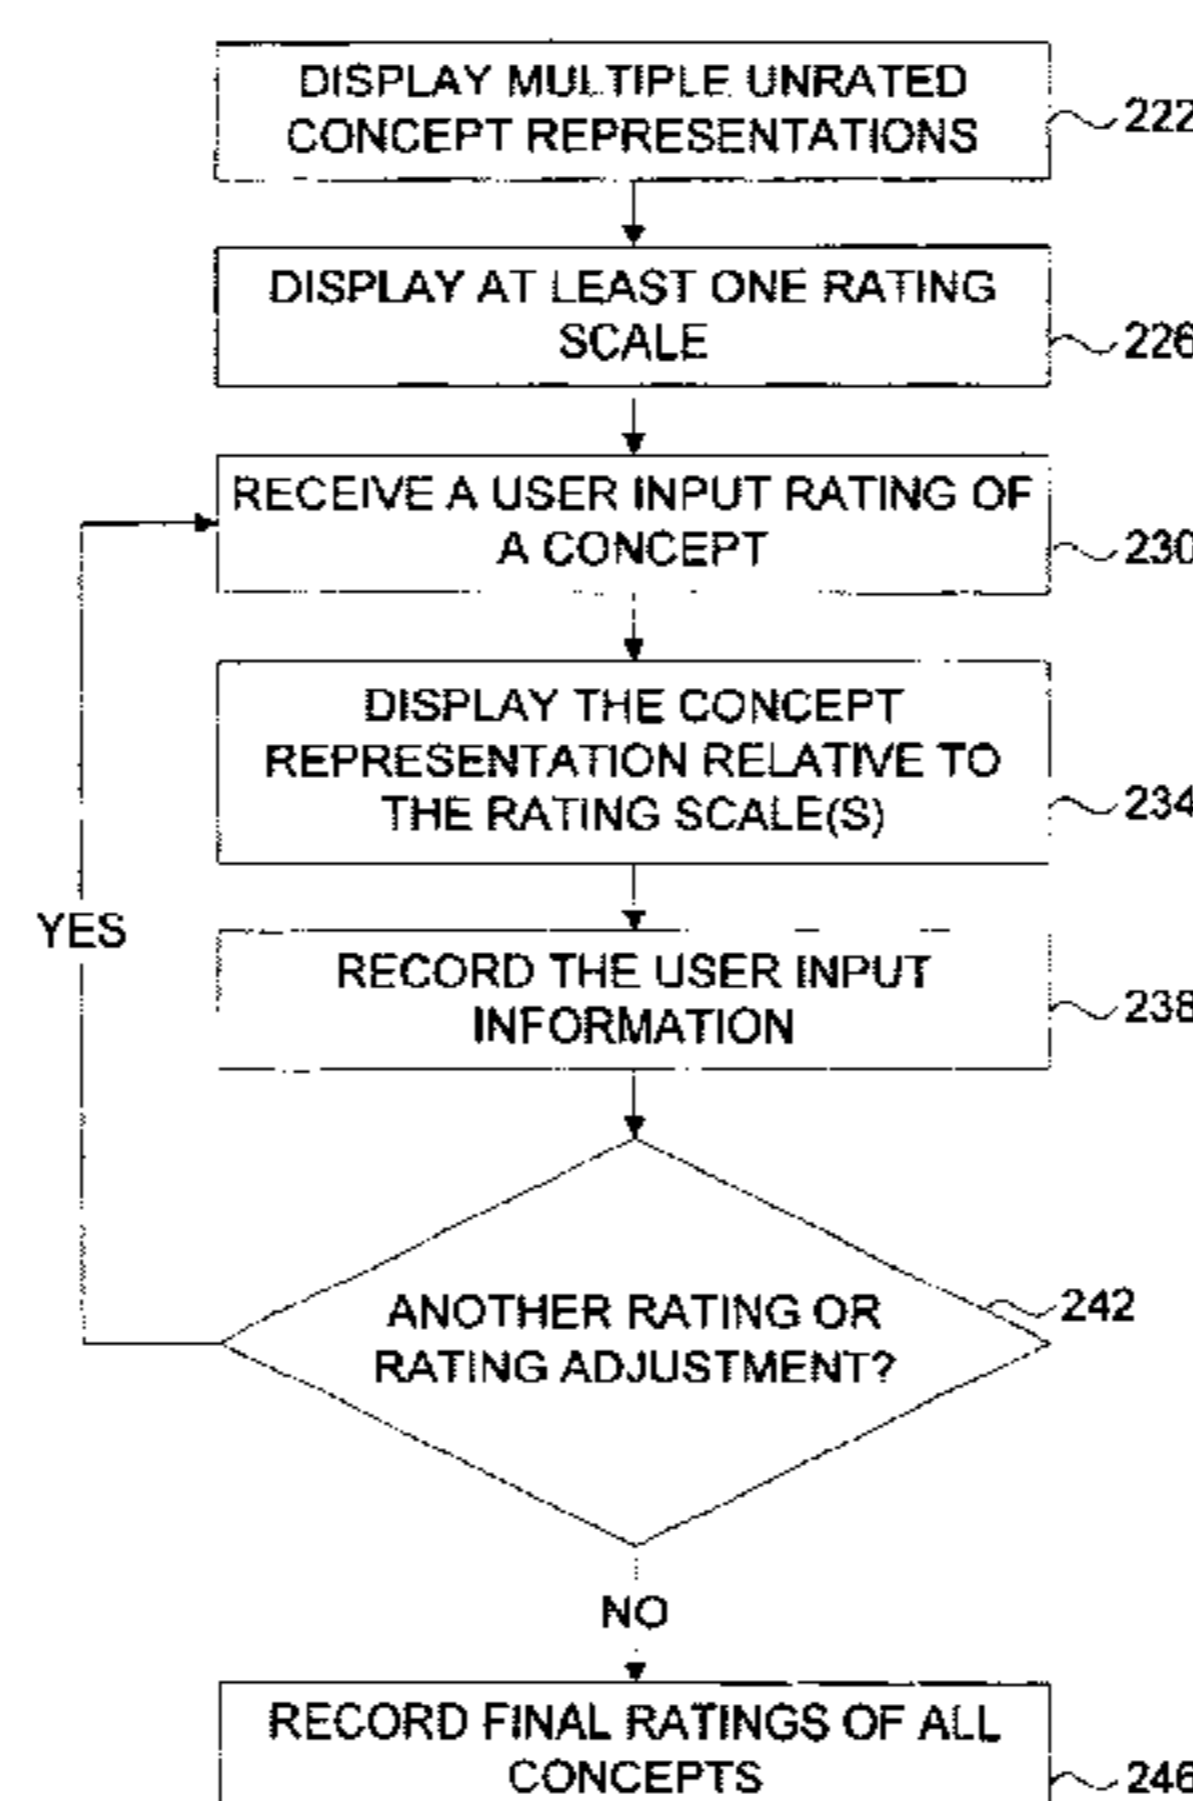 DISPLAY MULTIPLE UNRATED
CONCEPT REPRESENTATIONS
222
DISPLAY AT LEAST ONE RATING
SCALE
226
RECEIVE A USER INPUT RATING OF
A CONCEPT
230
DISPLAY THE CONCEPT
REPRESENTATION RELATIVE TO
THE RATING SCALE(S)
234
YES
RECORD THE USER INPUT
INFORMATION
238
ANOTHER RATING OR
RATING ADJUSTMENT?
242
NO
RECORD FINAL RATINGS OF ALL
CONCEPTS
246